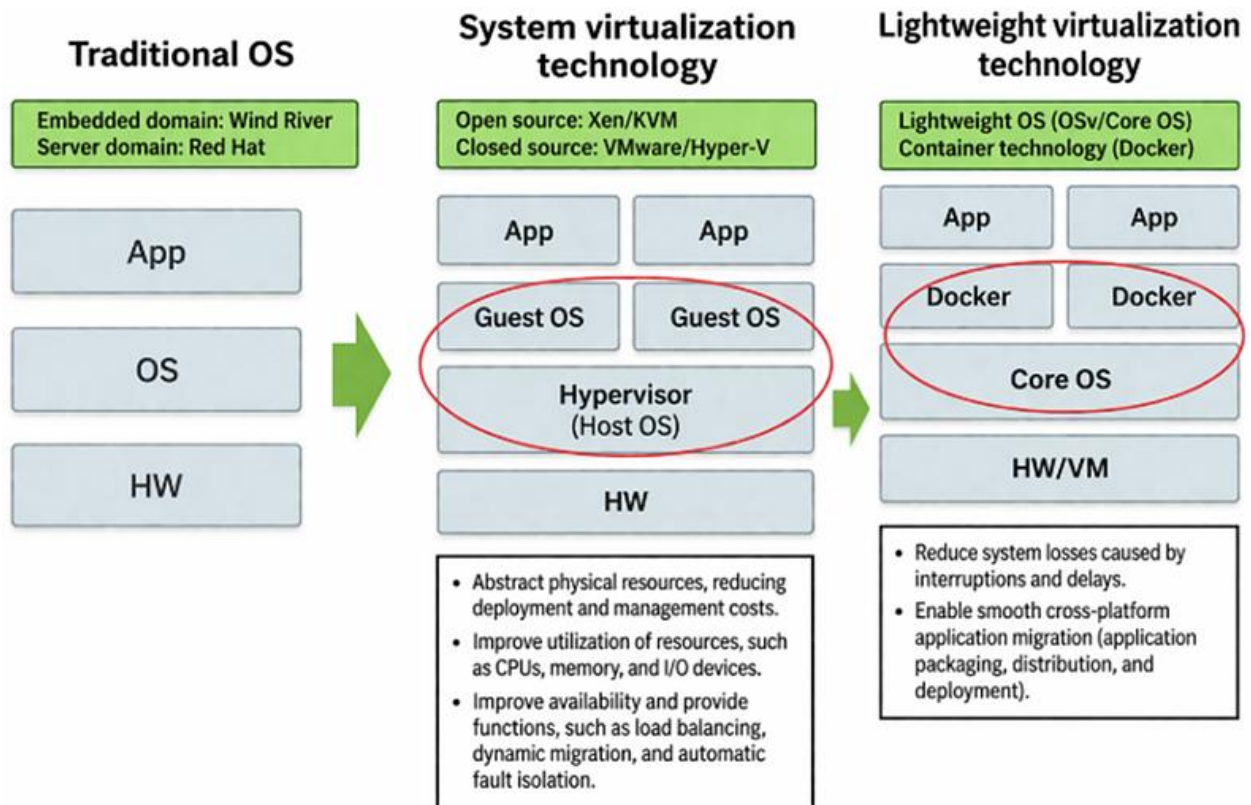 Traditional OS
Embedded domain: Wind River
Server domain: Red Hat
App
OS
HW
System virtualization
technology
Open source: Xen/KVM
Closed source: VMware/Hyper-V
App
App
Guest OS
Guest OS
Hypervisor
(Host OS)
HW
• Abstract physical resources, reducing
deployment and management costs.
• Improve utilization of resources, such
as CPUs, memory, and I/O devices.
• Improve availability and provide
functions, such as load balancing,
dynamic migration, and automatic
fault isolation.
Lightweight virtualization
technology
Lightweight OS (OSv/Core OS)
Container technology (Docker)
App
App
Docker
Docker
Core OS
HW/VM
• Reduce system losses caused by
interruptions and delays.
• Enable smooth cross-platform
application migration (application
packaging, distribution, and
deployment).